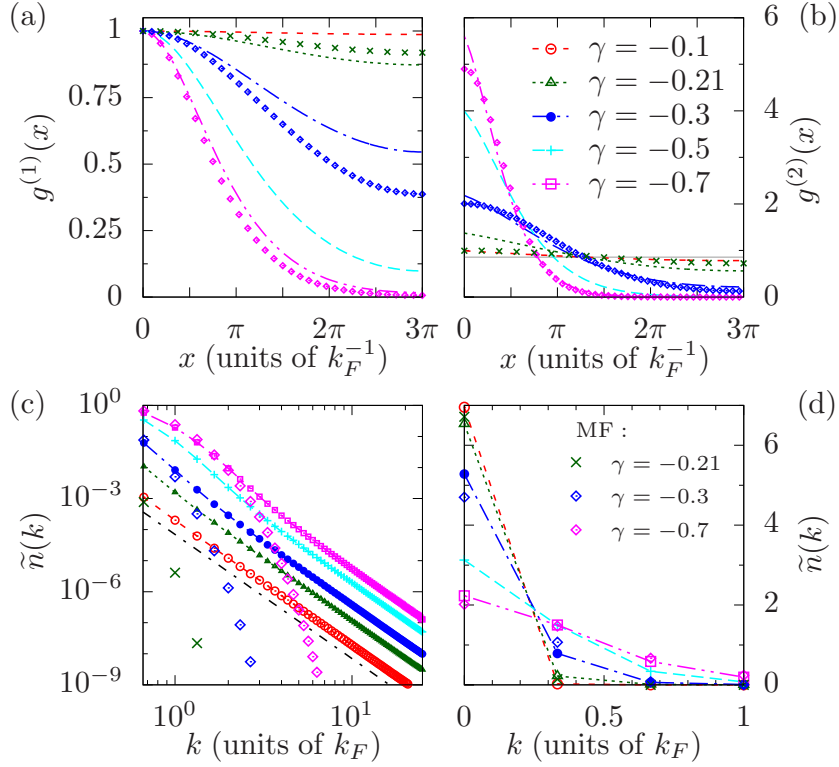 (a)
1
0.75
0.5
0.25
0
g^{(1)}(x)
0
π
2π
3π
x (units of k_F^{-1})
(b)
6
4
2
0
g^{(2)}(x)
γ = −0.1
γ = −0.21
γ = −0.3
γ = −0.5
γ = −0.7
0
π
2π
3π
x (units of k_F^{-1})
(c)
10^0
10^{−3}
10^{−6}
10^{−9}
ñ(k)
10^0
10^1
k (units of k_F)
(d)
6
4
2
0
ñ(k)
MF :
γ = −0.21
γ = −0.3
γ = −0.7
0
0.5
1
k (units of k_F)